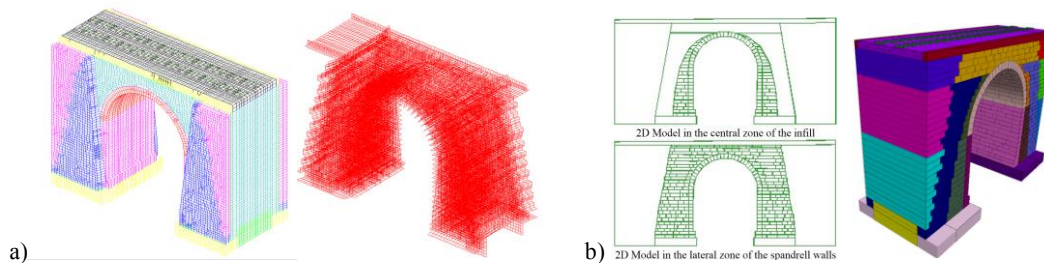 2D Model in the central zone of the infill
2D Model in the lateral zone of the spandrell walls
a)
b)